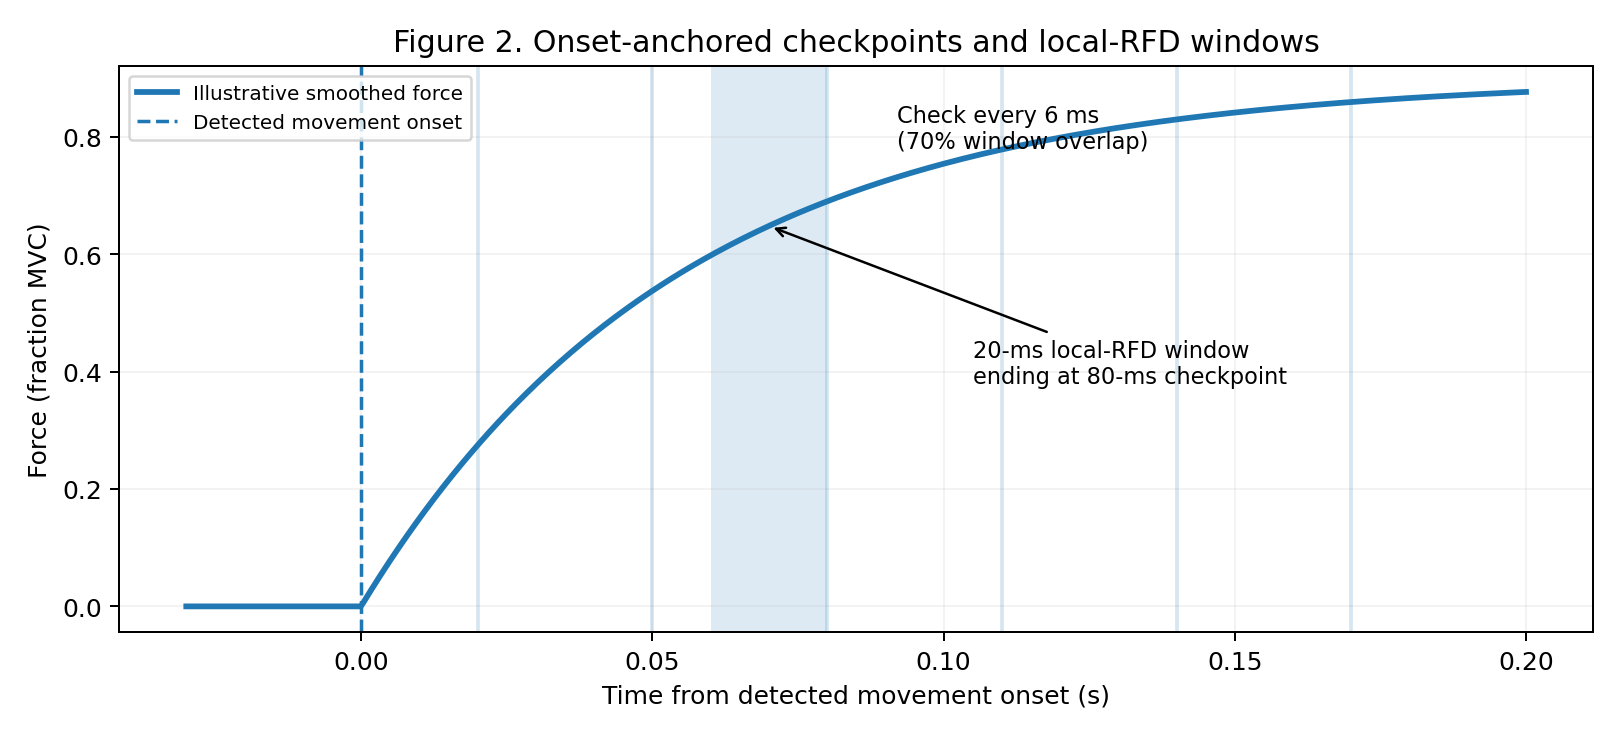 Figure 2. Onset-anchored checkpoints and local-RFD windows
Illustrative smoothed force
Detected movement onset
Check every 6 ms
(70% window overlap)
20-ms local-RFD window
ending at 80-ms checkpoint
Force (fraction MVC)
0.8
0.6
0.4
0.2
0.0
0.00 0.05 0.10 0.15 0.20
Time from detected movement onset (s)